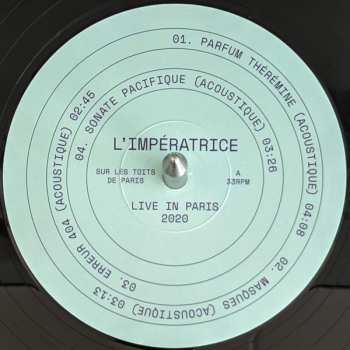 01. PARFUM THÉRÉMINE (ACOUSTIQUE) 04:08
02. MASQUES (ACOUSTIQUE) 03:13
03. ERREUR 404 (ACOUSTIQUE) 02:45
04. SONATE PACIFIQUE (ACOUSTIQUE) 03:26
L'IMPÉRATRICE
SUR LES TOITS
DE PARIS
A
33RPM
LIVE IN PARIS
2020